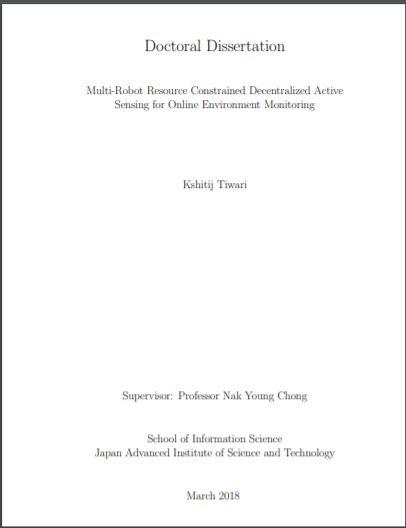 Doctoral Dissertation
Multi-Robot Resource Constrained Decentralized Active
Sensing for Online Environment Monitoring
Kshitij Tiwari
Supervisor: Professor Nak Young Chong
School of Information Science
Japan Advanced Institute of Science and Technology
March 2018